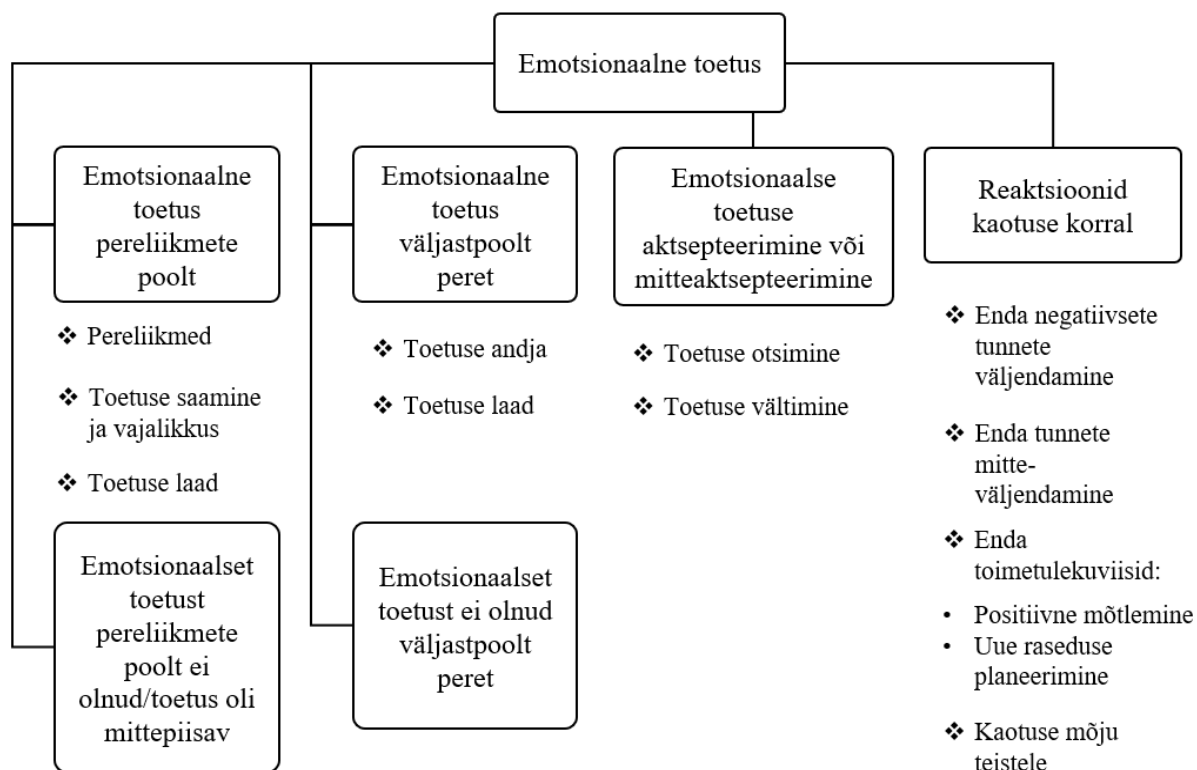 Emotsionaalne toetus
Emotsionaalne
toetus
pereliikmete
poolt
❖ Pereliikmed
❖ Toetuse saamine
ja vajalikkus
❖ Toetuse laad
Emotsionaalset
toetust
pereliikmete
poolt ei
olnud/toetus oli
mittepiisav
Emotsionaalne
toetus
väljastpoolt
peret
❖ Toetuse andja
❖ Toetuse laad
Emotsionaalset
toetust ei olnud
väljastpoolt
peret
Emotsionaalse
toetuse
aktsepteerimine või
mitteaktsepteerimine
❖ Toetuse otsimine
❖ Toetuse vältimine
Reaktsioonid
kaotuse korral
❖ Enda negatiivsete
tunnete
väljendamine
❖ Enda tunnete
mitte-
väljendamine
❖ Enda
toimetulekuviisid:
• Positiivne mõtlemine
• Uue raseduse
planeerimine
❖ Kaotuse mõju
teistele